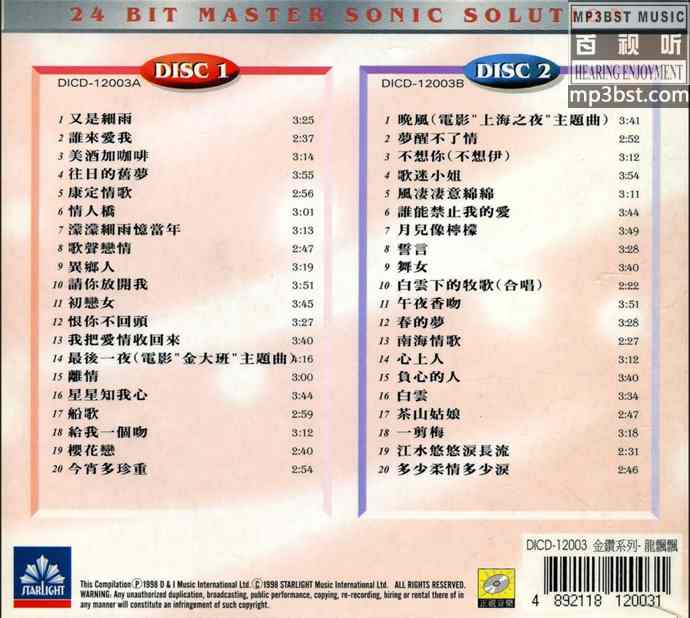 24 BIT MASTER SONIC SOLUT
MP3BST MUSIC
百视听
HEARING ENJOYMENT
mp3bst.com
DISC 1
DICD-12003A
1 又是細雨 3:25
2 誰來愛我 2:37
3 美酒加咖啡 3:14
4 往日的舊夢 3:55
5 康定情歌 2:56
6 情人橋 3:01
7 濛濛細雨憶當年 3:13
8 歌聲戀情 2:47
9 異鄉人 3:19
10 請你放開我 3:51
11 初戀女 3:45
12 恨你不回頭 3:27
13 我把愛情收回來 3:40
14 最後一夜(電影"金大班"主題曲) 4:16
15 離情 3:00
16 星星知我心 3:44
17 船歌 2:59
18 給我一個吻 3:12
19 櫻花戀 2:40
20 今宵多珍重 2:54
DISC 2
DICD-12003B
1 晚風(電影"上海之夜"主題曲) 3:41
2 夢醒不了情 2:52
3 不想你(不想伊) 3:12
4 歌迷小姐 3:54
5 風凄凄意綿綿 3:11
6 誰能禁止我的愛 3:44
7 月兒像檸檬 3:49
8 誓言 3:28
9 舞女 3:40
10 白雲下的牧歌(合唱) 2:22
11 午夜香吻 3:51
12 春的夢 3:28
13 南海情歌 2:27
14 心上人 3:12
15 負心的人 3:40
16 白雲 3:34
17 茶山姑娘 2:47
18 一剪梅 3:18
19 江水悠悠淚長流 2:31
20 多少柔情多少淚 2:46
STARLIGHT
This Compilation Ⓟ1998 D & I Music International Ltd. Ⓒ1998 STARLIGHT Music International Ltd. ALL RIGHTS RESERVED.
WARNING: Any unauthorized duplication, broadcasting, public performance, copying, re-recording, hiring or rental there of in
any manner will constitute an infringement of such copyright.
正版音樂
DICD-12003 金鑽系列-龍飄飄
4 892118 120031